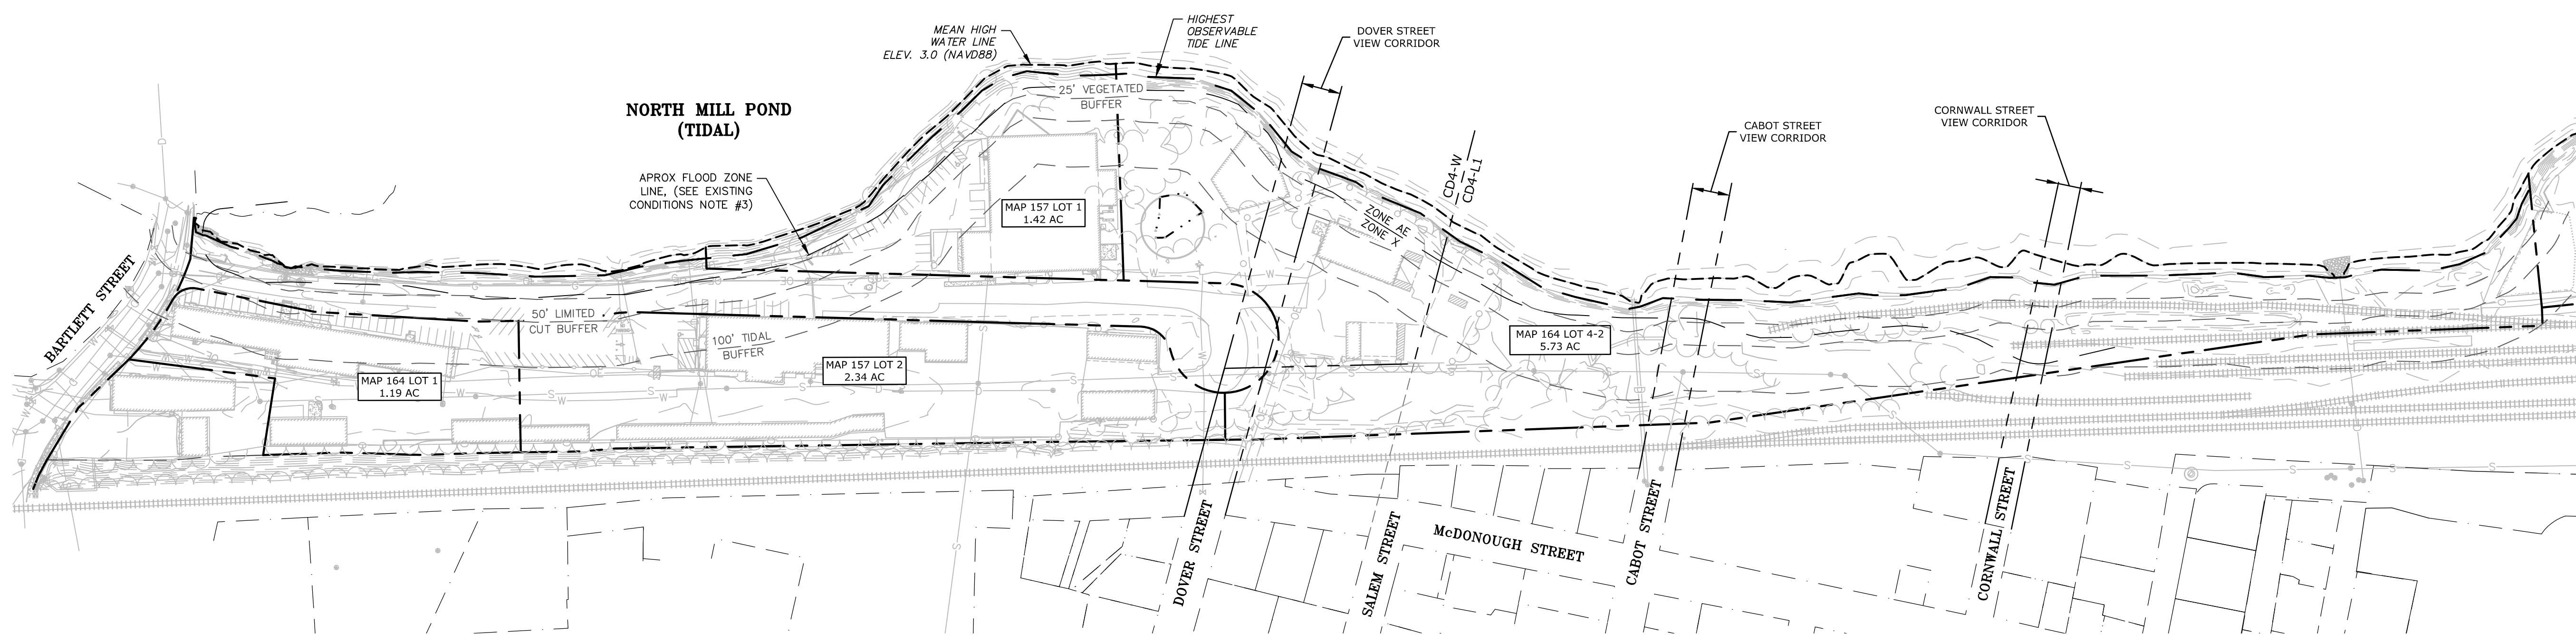 MEAN HIGH
WATER LINE
ELEV. 3.0 (NAVD88)
HIGHEST
OBSERVABLE
TIDE LINE
DOVER STREET
VIEW CORRIDOR
NORTH MILL POND
(TIDAL)
25' VEGETATED
BUFFER
CABOT STREET
VIEW CORRIDOR
CORNWALL STREET
VIEW CORRIDOR
APROX FLOOD ZONE
LINE, (SEE EXISTING
CONDITIONS NOTE #3)
MAP 157 LOT 1
1.42 AC
CD4-W
CD4-L1
ZONE AE
ZONE X
BARTLETT STREET
50' LIMITED
CUT BUFFER
100' TIDAL
BUFFER
MAP 164 LOT 1
1.19 AC
MAP 157 LOT 2
2.34 AC
MAP 164 LOT 4-2
5.73 AC
DOVER STREET
SALEM STREET
McDONOUGH STREET
CABOT STREET
CORNWALL STREET